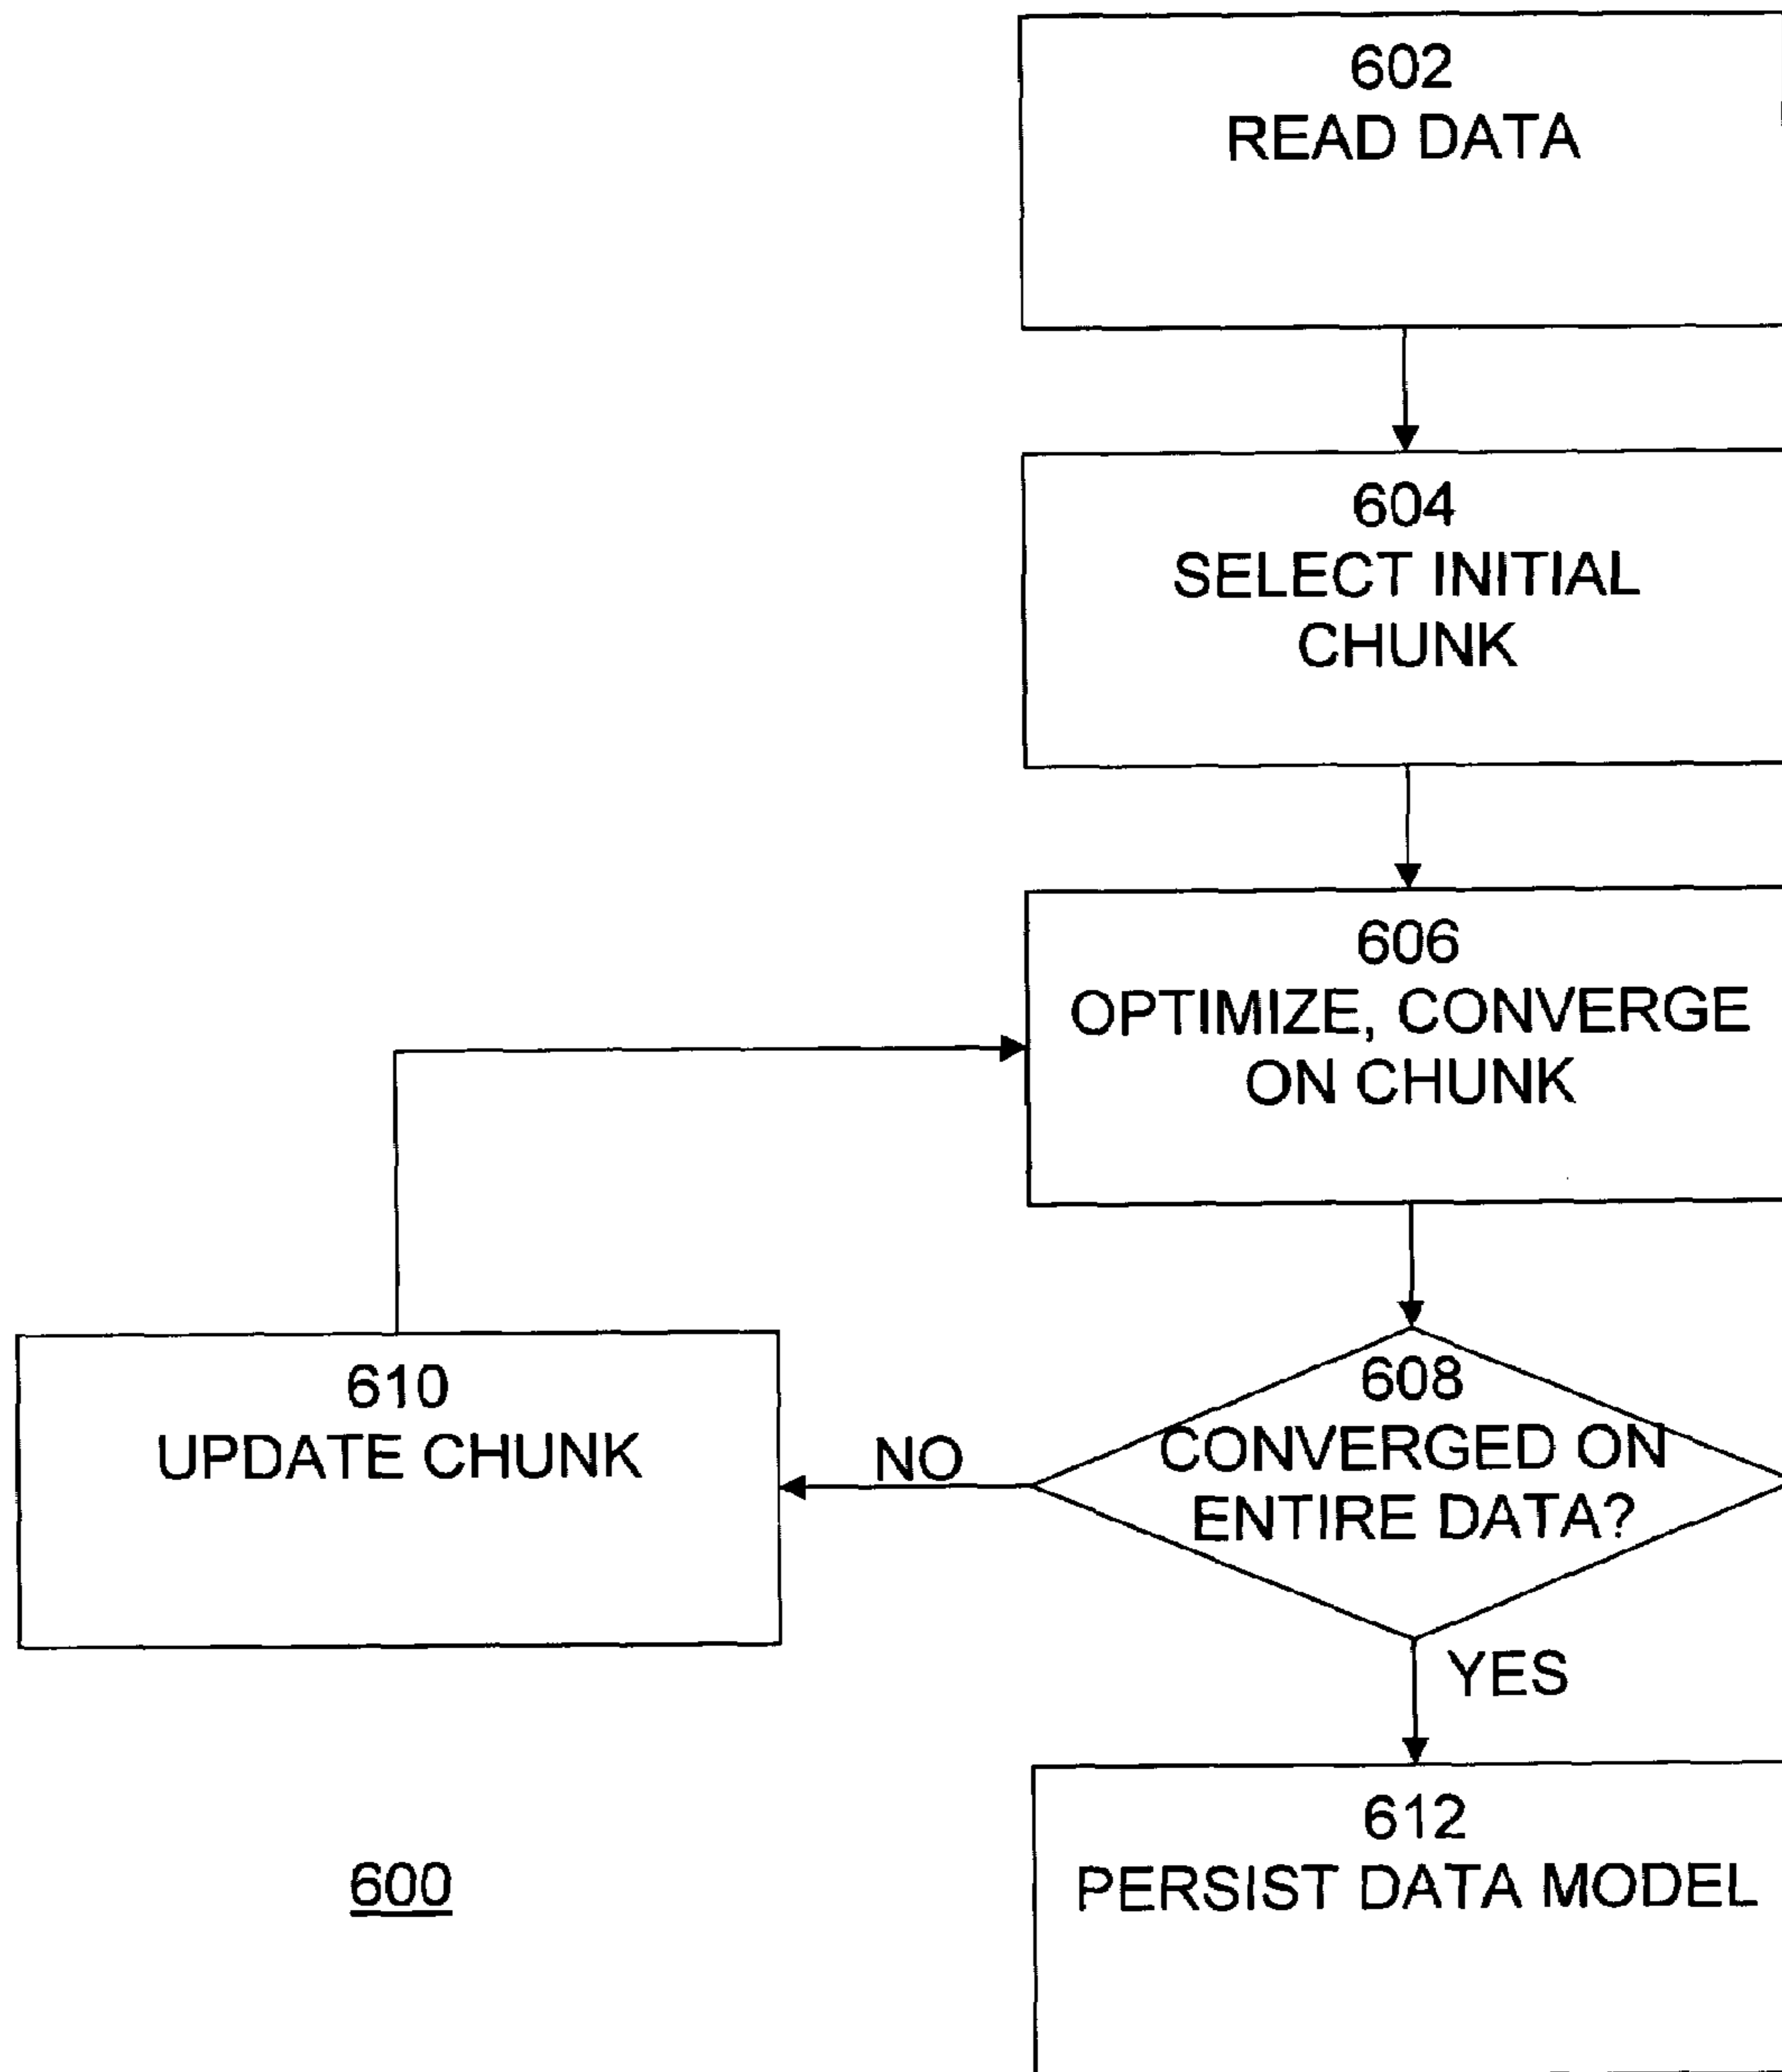 602
READ DATA
604
SELECT INITIAL
CHUNK
606
OPTIMIZE, CONVERGE
ON CHUNK
608
CONVERGED ON
ENTIRE DATA?
NO
610
UPDATE CHUNK
YES
612
PERSIST DATA MODEL
600